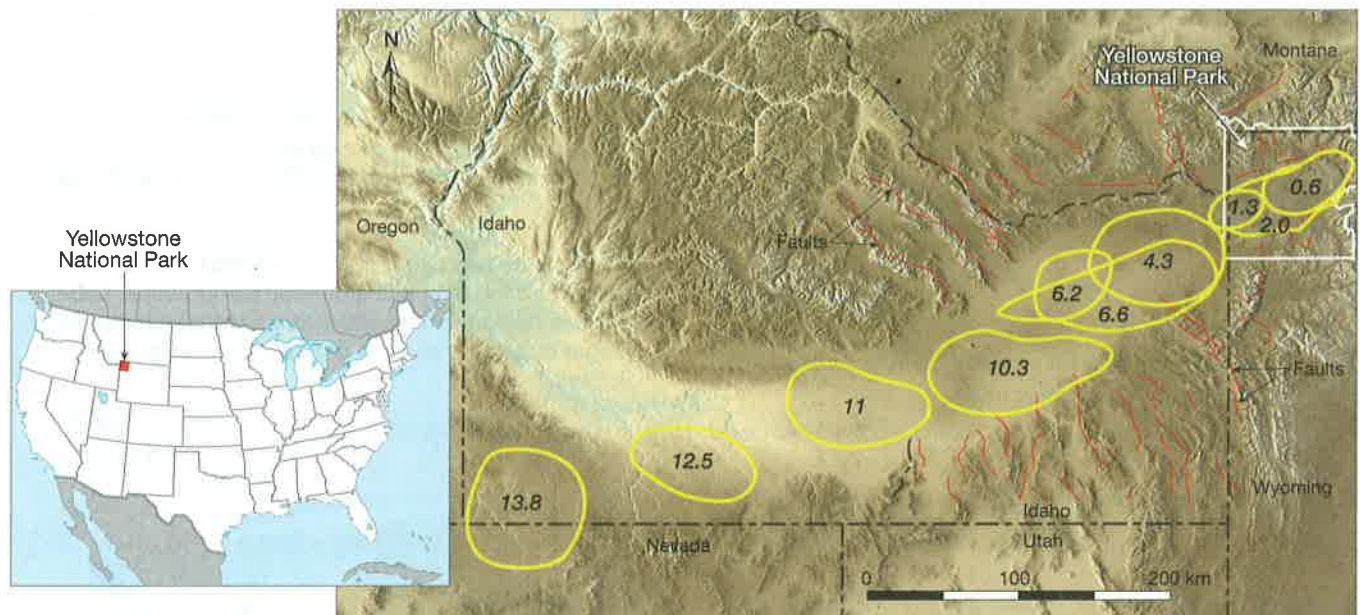 N
Montana
Yellowstone
National Park
Oregon
Idaho
Faults
0.6
1.3
2.0
4.3
6.2
6.6
10.3
Faults
11
12.5
13.8
Wyoming
Idaho
Utah
Nevada
0
100
200 km
Yellowstone
National Park